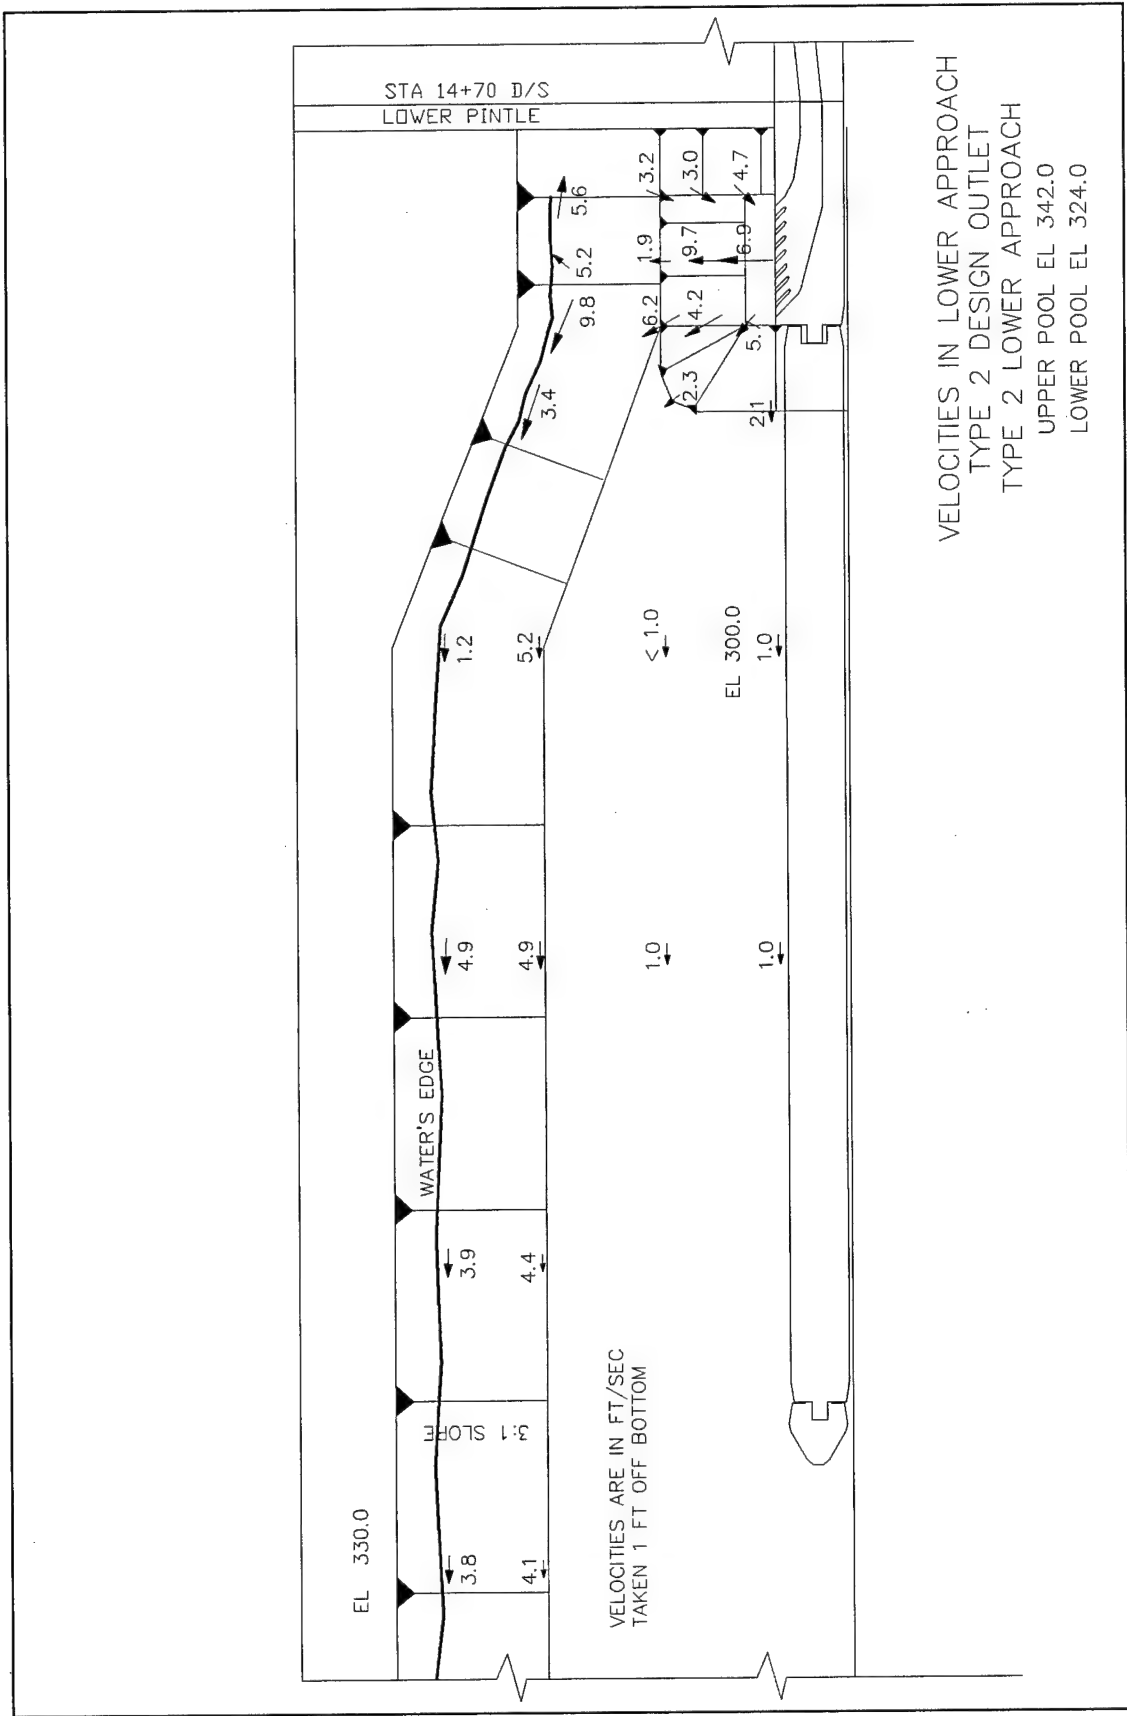 STA 14+70 D/S
LOWER PINTLE
5.6
5.2
9.8
3.4
3.2
3.0
4.7
1.9
9.7
6.9
6.2
4.2
5.
2.3
2.1
1.2
5.2
< 1.0
EL 300.0
1.0
4.9
4.9
1.0
1.0
WATER'S EDGE
3.9
4.4
3:1 SLOPE
EL 330.0
3.8
4.1
VELOCITIES ARE IN FT/SEC
TAKEN 1 FT OFF BOTTOM
VELOCITIES IN LOWER APPROACH
TYPE 2 DESIGN OUTLET
TYPE 2 LOWER APPROACH
UPPER POOL EL 342.0
LOWER POOL EL 324.0